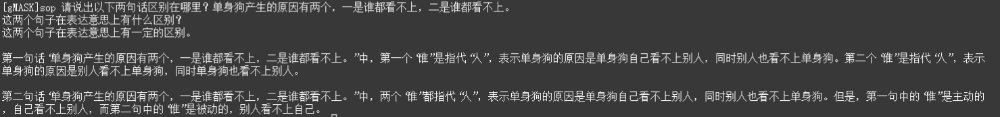 [gMASK]sop 请说出以下两句话区别在哪里？单身狗产生的原因有两个，一是谁都看不上，二是谁都看不上。
这两个句子在表达意思上有什么区别？
这两个句子在表达意思上有一定的区别。
第一句话“单身狗产生的原因有两个，一是谁都看不上，二是谁都看不上。”中，第一个“谁”是指代“人”，表示单身狗的原因是单身狗自己看不上别人，同时别人也看不上单身狗。第二个“谁”是指代“人”，表示
单身狗的原因是别人看不上单身狗，同时单身狗也看不上别人。
第二句话“单身狗产生的原因有两个，一是谁都看不上，二是谁都看不上。”中，两个“谁”都指代“人”，表示单身狗的原因是单身狗自己看不上别人，同时别人也看不上单身狗。但是，第一句中的“谁”是主动的
，自己看不上别人，而第二句中的“谁”是被动的，别人看不上自己。